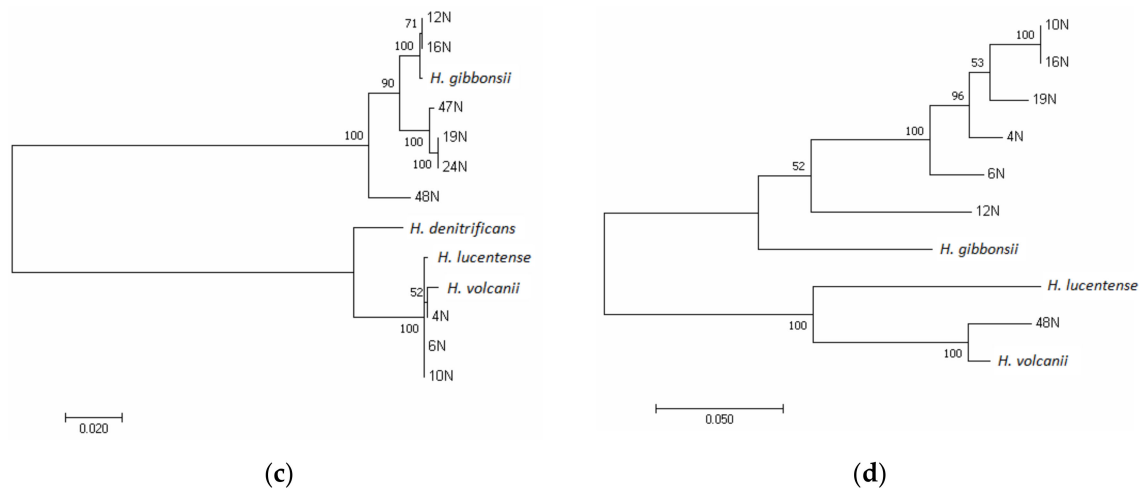 71
12N
16N
100
H. gibbonsii
90
47N
100
19N
100
24N
100
48N
H. denitrificans
H. lucentense
52
H. volcanii
4N
100
6N
10N
0.020
(c)
10N
100
16N
53
19N
96
4N
100
6N
52
12N
H. gibbonsii
H. lucentense
100
48N
100
H. volcanii
0.050
(d)